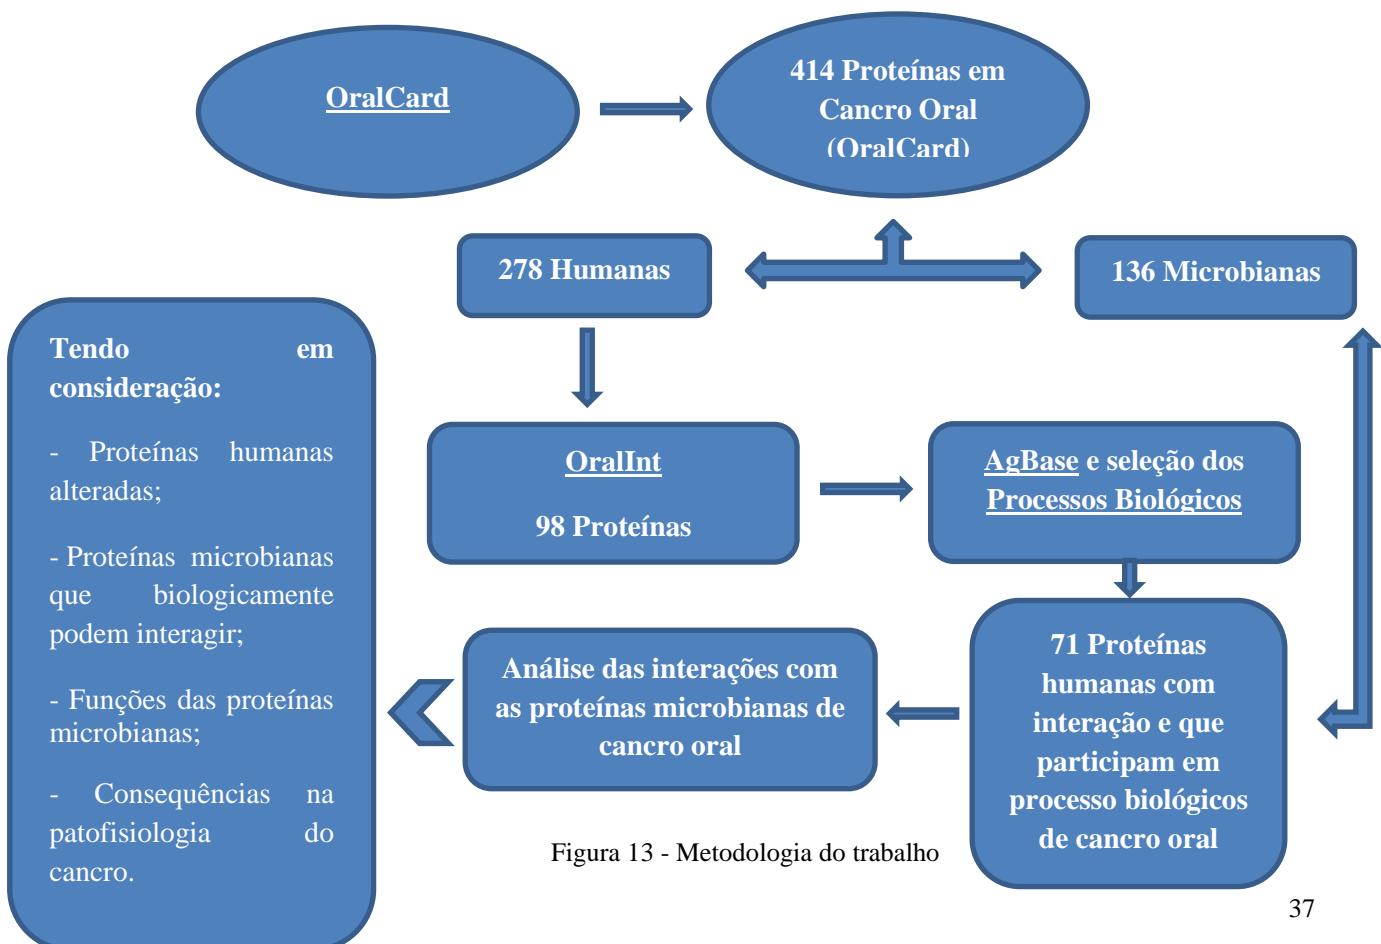 OralCard
414 Proteínas em
Cancro Oral
(OralCard)
278 Humanas
136 Microbianas
Tendo em
consideração:
- Proteínas humanas
alteradas;
- Proteínas microbianas
que biologicamente
podem interagir;
- Funções das proteínas
microbianas;
- Consequências na
patofisiologia do
cancro.
OralInt
98 Proteínas
AgBase e seleção dos
Processos Biológicos
71 Proteínas
humanas com
interação e que
participam em
processo biológicos
de cancro oral
Análise das interações com
as proteínas microbianas de
cancro oral
Figura 13 - Metodologia do trabalho
37